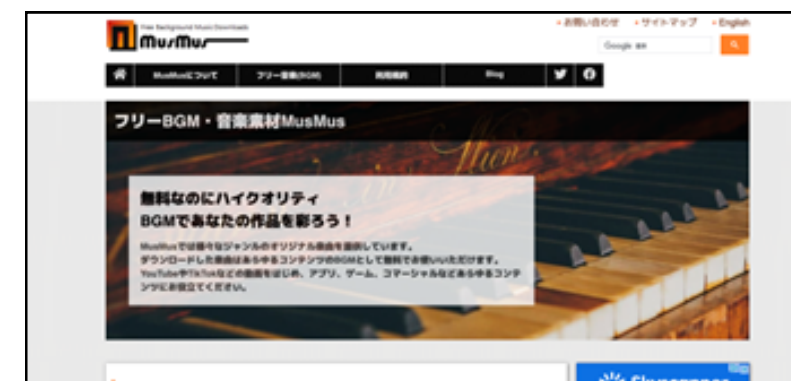 Free Background Music Downloads
MusMus
お問い合わせ
サイトマップ
English
Google 検索
MusMusについて
フリー音楽(BGM)
利用規約
Blog
フリーBGM・音楽素材MusMus
Wien
無料なのにハイクオリティ
BGMであなたの作品を彩ろう！
MusMusでは様々なジャンルのオリジナル楽曲を提供しています。
ダウンロードした楽曲はあらゆるコンテンツのBGMとして無料でお使いいただけます。
YouTubeやTikTokなどの動画をはじめ、アプリ、ゲーム、コマーシャルなどあらゆるコンテ
ンツにお役立てください。